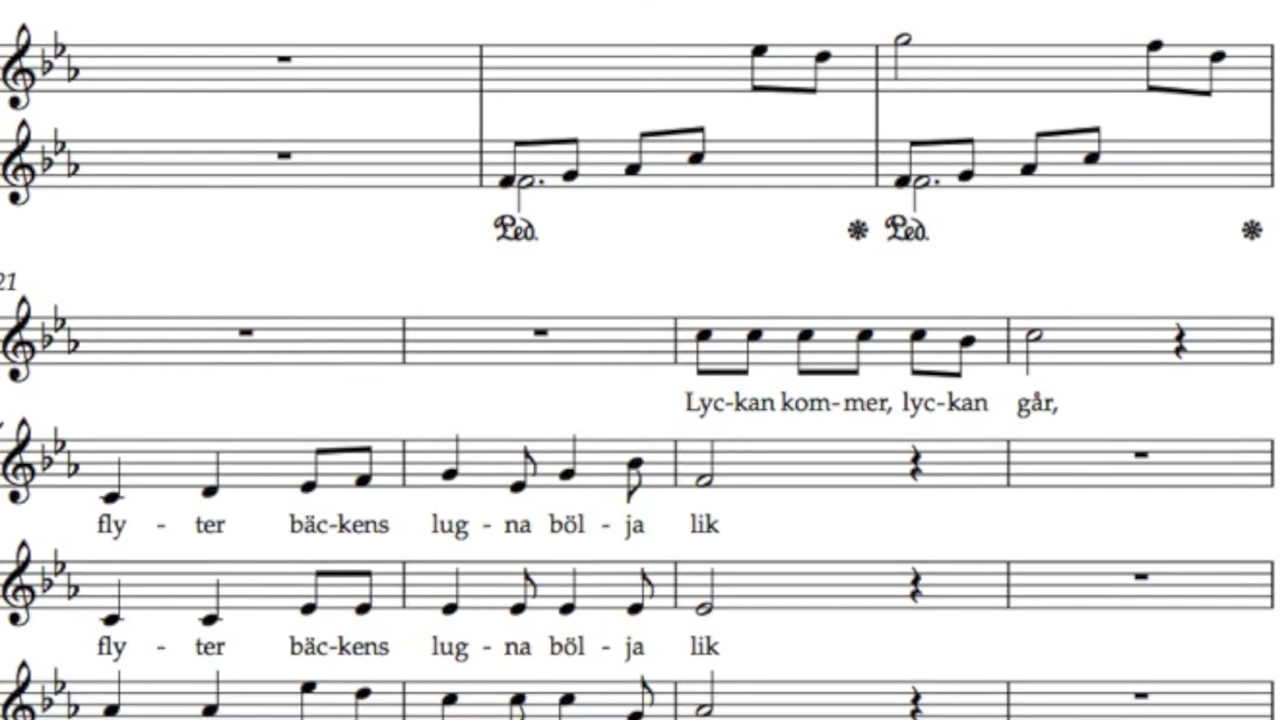 Ped. * Ped. *
21
Lyc-kan kom-mer, lyc-kan går,
fly - ter bäc-kens lug - na böl - ja lik
fly - ter bäc-kens lug - na böl - ja lik